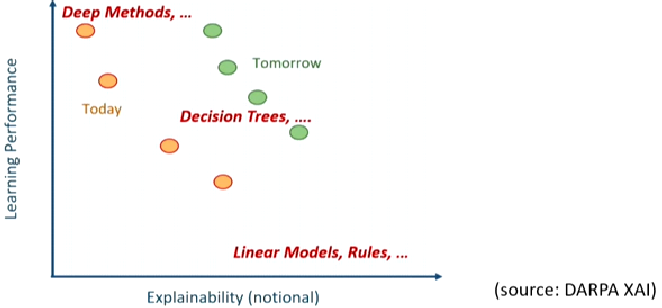 Deep Methods, ...
Tomorrow
Today
Decision Trees, ....
Learning Performance
Linear Models, Rules, ...
Explainability (notional)
(source: DARPA XAI)